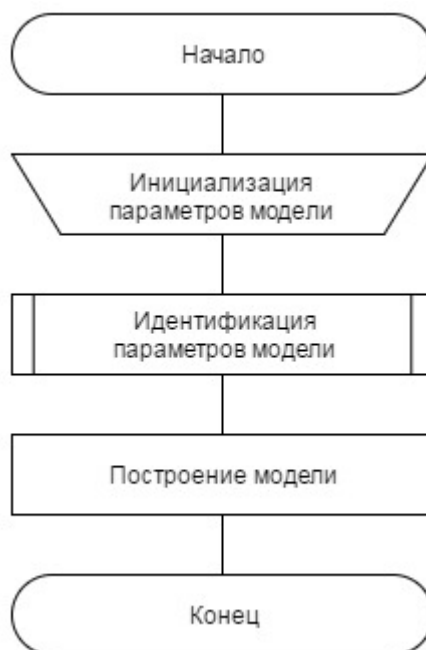 Начало
Инициализация
параметров модели
Идентификация
параметров модели
Построение модели
Конец